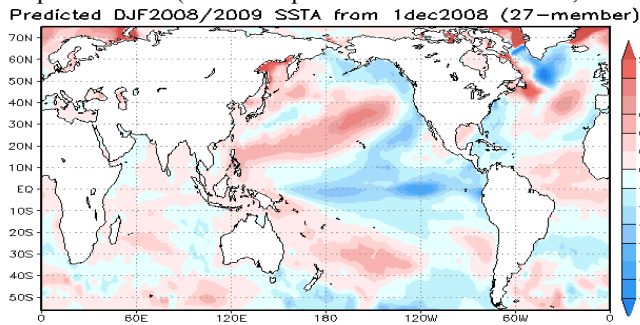 Predicted DJF2008/2009 SSTA from 1dec2008 (27-member)
70N
60N
50N
40N
30N
20N
10N
EQ
10S
20S
30S
40S
50S
0 60E 120E 180 120W 60W 0